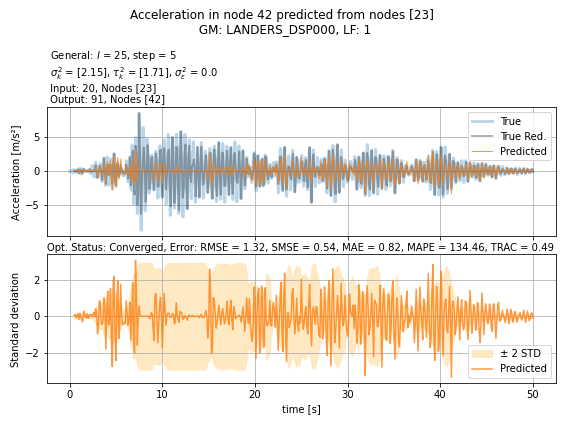 Acceleration in node 42 predicted from nodes [23]
GM: LANDERS_DSP000, LF: 1
General: l = 25, step = 5
σ²ₖ = [2.15], τ²ₖ = [1.71], σ²ε = 0.0
Input: 20, Nodes [23]
Output: 91, Nodes [42]
Acceleration [m/s²]
5
0
−5
True
True Red.
Predicted
Opt. Status: Converged, Error: RMSE = 1.32, SMSE = 0.54, MAE = 0.82, MAPE = 134.46, TRAC = 0.49
Standard deviation
2
0
−2
± 2 STD
Predicted
0 10 20 30 40 50
time [s]